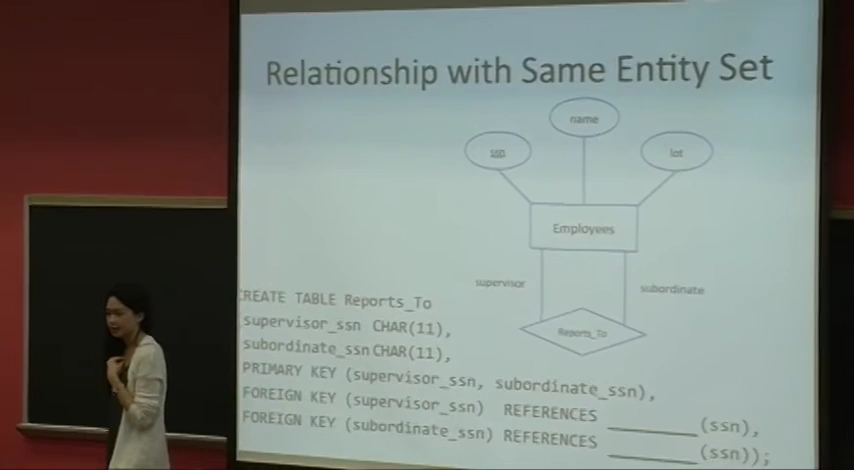 Relationship with Same Entity Set
name
ssn
lot
Employees
supervisor
subordinate
Reports_To
CREATE TABLE Reports_To
supervisor_ssn CHAR(11),
subordinate_ssn CHAR(11),
PRIMARY KEY (supervisor_ssn, subordinate_ssn),
FOREIGN KEY (supervisor_ssn) REFERENCES ________ (ssn),
FOREIGN KEY (subordinate_ssn) REFERENCES ________ (ssn));